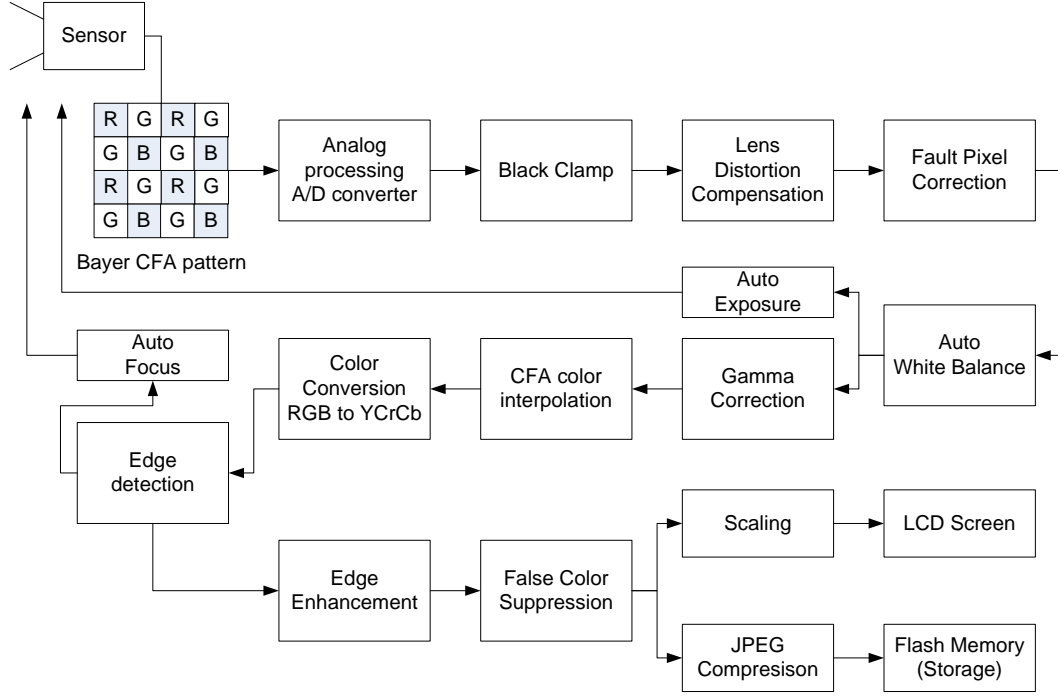 Sensor
R G R G
G B G B
R G R G
G B G B
Bayer CFA pattern
Analog
processing
A/D converter
Black Clamp
Lens
Distortion
Compensation
Fault Pixel
Correction
Auto
Exposure
Auto
White Balance
Gamma
Correction
CFA color
interpolation
Color
Conversion
RGB to YCrCb
Auto
Focus
Edge
detection
Edge
Enhancement
False Color
Suppression
Scaling
LCD Screen
JPEG
Compresison
Flash Memory
(Storage)